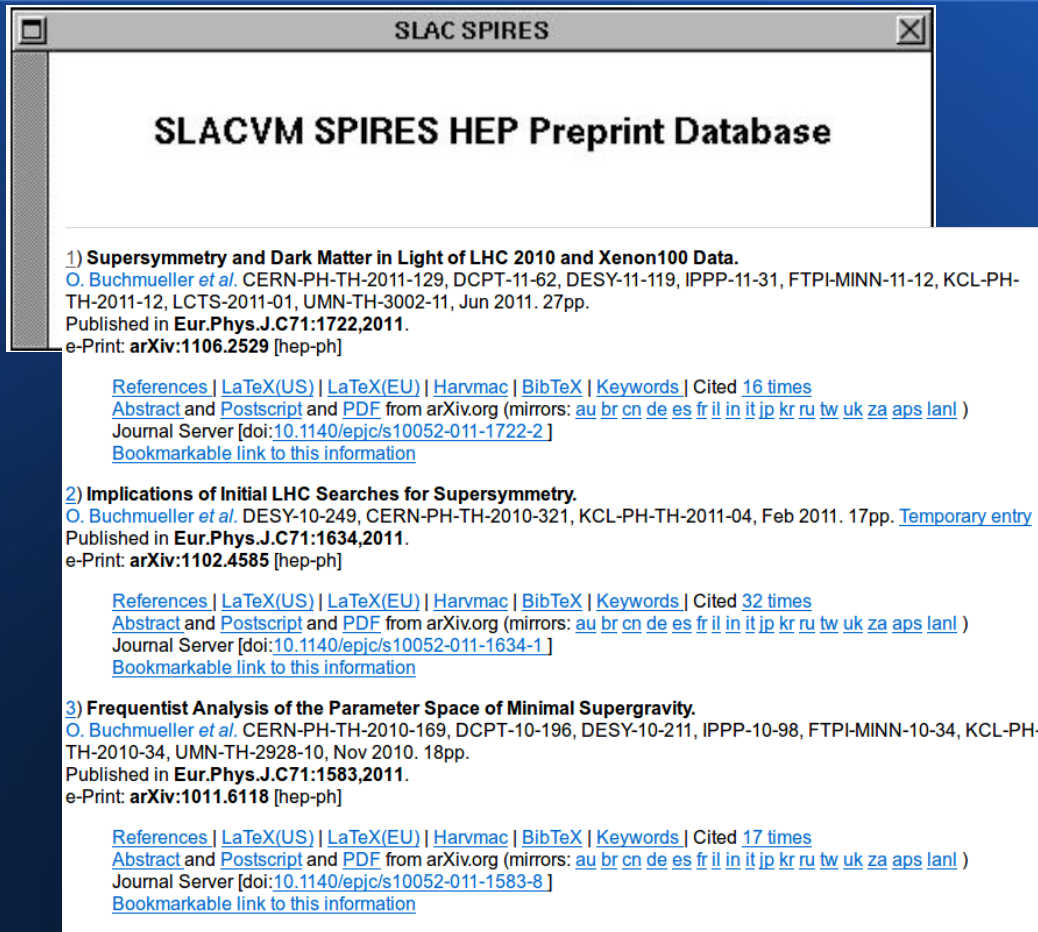 SLAC SPIRES
SLACVM SPIRES HEP Preprint Database
1) Supersymmetry and Dark Matter in Light of LHC 2010 and Xenon100 Data.
O. Buchmueller et al. CERN-PH-TH-2011-129, DCPT-11-62, DESY-11-119, IPPP-11-31, FTPI-MINN-11-12, KCL-PH-
TH-2011-12, LCTS-2011-01, UMN-TH-3002-11, Jun 2011. 27pp.
Published in Eur.Phys.J.C71:1722,2011.
e-Print: arXiv:1106.2529 [hep-ph]
References | LaTeX(US) | LaTeX(EU) | Harvmac | BibTeX | Keywords | Cited 16 times
Abstract and Postscript and PDF from arXiv.org (mirrors: au br cn de es fr il in it jp kr ru tw uk za aps lanl )
Journal Server [doi:10.1140/epjc/s10052-011-1722-2 ]
Bookmarkable link to this information
2) Implications of Initial LHC Searches for Supersymmetry.
O. Buchmueller et al. DESY-10-249, CERN-PH-TH-2010-321, KCL-PH-TH-2011-04, Feb 2011. 17pp. Temporary entry
Published in Eur.Phys.J.C71:1634,2011.
e-Print: arXiv:1102.4585 [hep-ph]
References | LaTeX(US) | LaTeX(EU) | Harvmac | BibTeX | Keywords | Cited 32 times
Abstract and Postscript and PDF from arXiv.org (mirrors: au br cn de es fr il in it jp kr ru tw uk za aps lanl )
Journal Server [doi:10.1140/epjc/s10052-011-1634-1 ]
Bookmarkable link to this information
3) Frequentist Analysis of the Parameter Space of Minimal Supergravity.
O. Buchmueller et al. CERN-PH-TH-2010-169, DCPT-10-196, DESY-10-211, IPPP-10-98, FTPI-MINN-10-34, KCL-PH-
TH-2010-34, UMN-TH-2928-10, Nov 2010. 18pp.
Published in Eur.Phys.J.C71:1583,2011.
e-Print: arXiv:1011.6118 [hep-ph]
References | LaTeX(US) | LaTeX(EU) | Harvmac | BibTeX | Keywords | Cited 17 times
Abstract and Postscript and PDF from arXiv.org (mirrors: au br cn de es fr il in it jp kr ru tw uk za aps lanl )
Journal Server [doi:10.1140/epjc/s10052-011-1583-8 ]
Bookmarkable link to this information